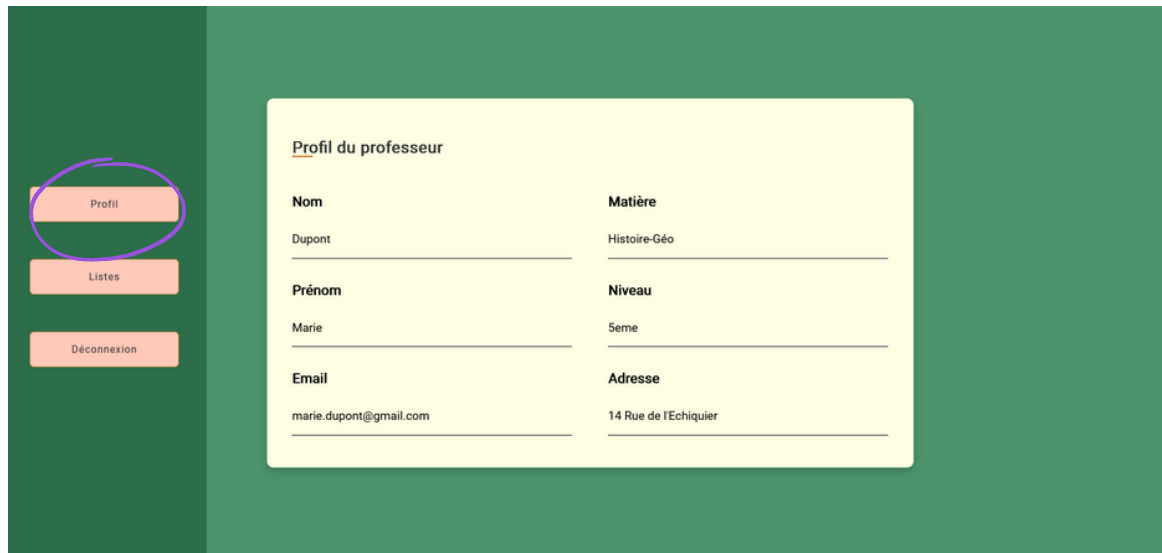 Profil
Listes
Déconnexion
Profil du professeur
Nom
Matière
Dupont
Histoire-Géo
Prénom
Niveau
Marie
5eme
Email
Adresse
marie.dupont@gmail.com
14 Rue de l'Echiquier